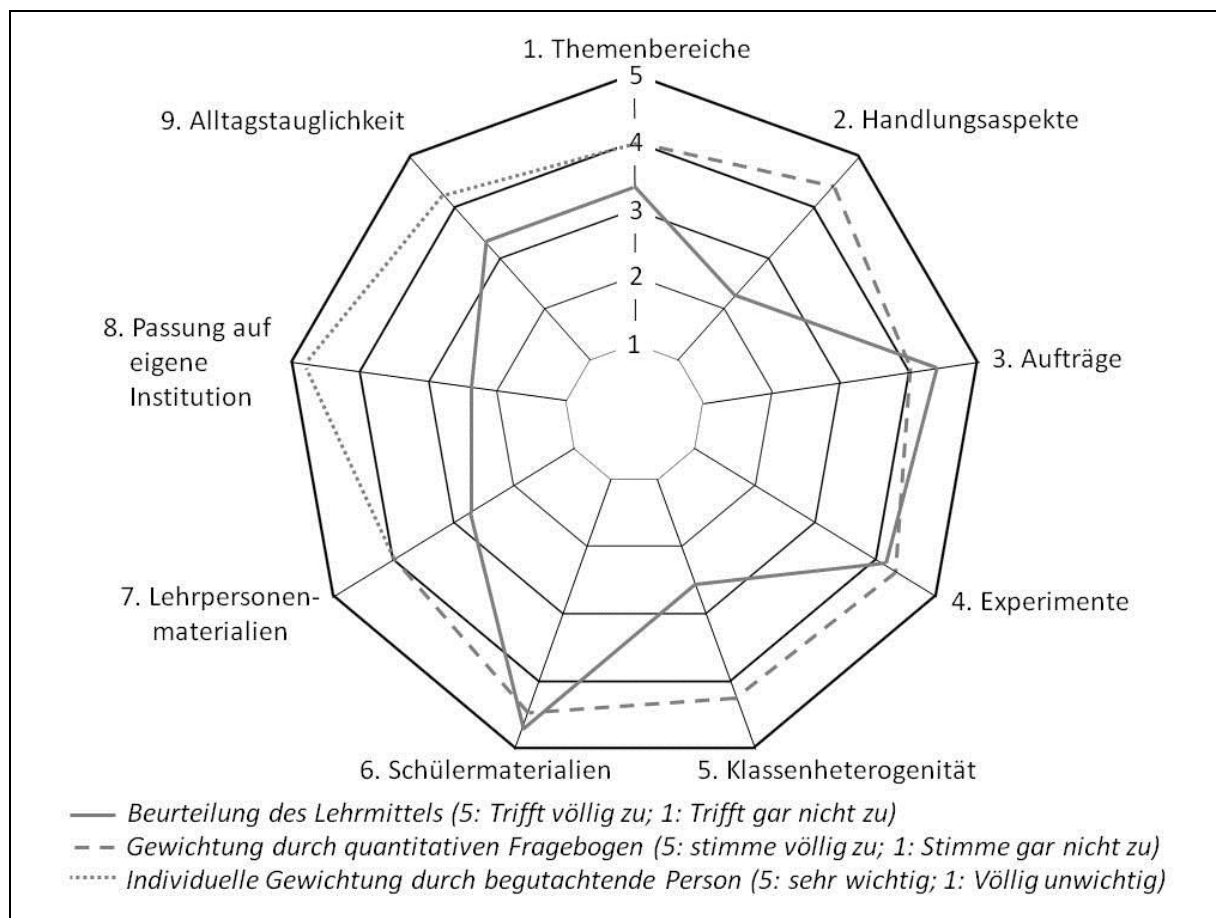 1. Themenbereiche
5
4
3
2
1
2. Handlungsaspekte
3. Aufträge
4. Experimente
5. Klassenheterogenität
6. Schülermaterialien
7. Lehrpersonen-
materialien
8. Passung auf
eigene
Institution
9. Alltagstauglichkeit
Beurteilung des Lehrmittels (5: Trifft völlig zu; 1: Trifft gar nicht zu)
Gewichtung durch quantitativen Fragebogen (5: stimme völlig zu; 1: Stimme gar nicht zu)
Individuelle Gewichtung durch begutachtende Person (5: sehr wichtig; 1: Völlig unwichtig)